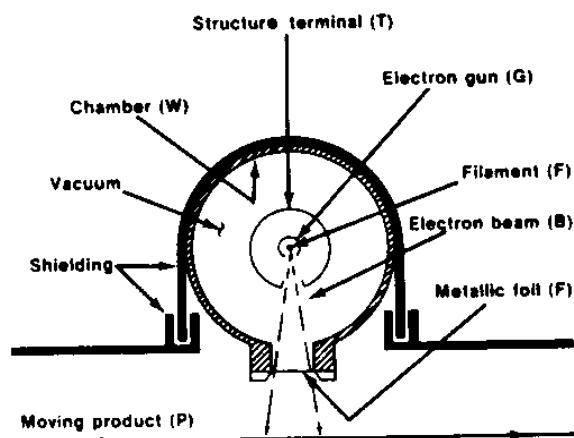 Structure terminal (T)
Electron gun (G)
Chamber (W)
Vacuum
Filament (F)
Electron beam (B)
Shielding
Metallic foil (F)
Moving product (P)